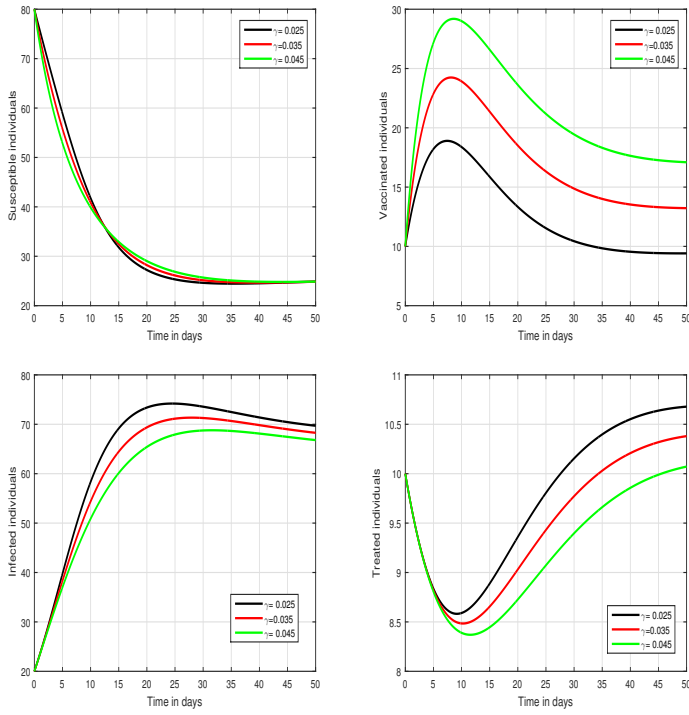 80
70
60
50
40
30
20
Susceptible individuals
γ= 0.025
γ=0.035
γ= 0.045
0 5 10 15 20 25 30 35 40 45 50
Time in days
30
25
20
15
10
5
Vaccinated individuals
γ= 0.025
γ=0.035
γ= 0.045
0 5 10 15 20 25 30 35 40 45 50
Time in days
80
70
60
50
40
30
20
Infected individuals
γ= 0.025
γ=0.035
γ= 0.045
0 5 10 15 20 25 30 35 40 45 50
Time in days
11
10.5
10
9.5
9
8.5
8
Treated individuals
γ= 0.025
γ=0.035
γ= 0.045
0 5 10 15 20 25 30 35 40 45 50
Time in days